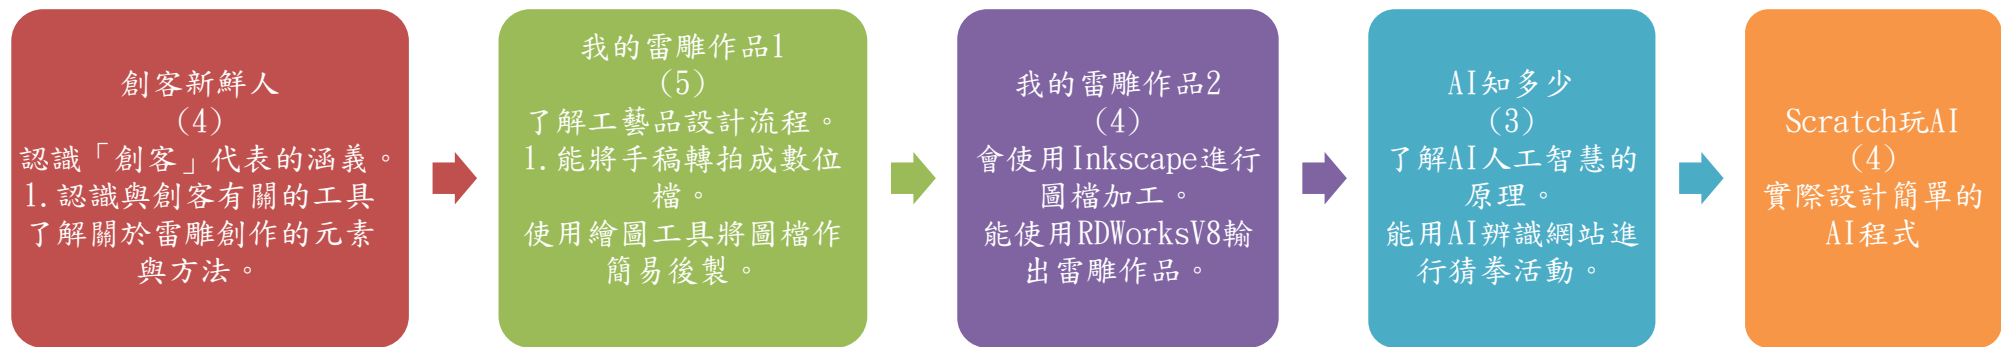 創客新鮮人
(4)
認識「創客」代表的涵義。
1.認識與創客有關的工具
了解關於雷雕創作的元素
與方法。
我的雷雕作品1
(5)
了解工藝品設計流程。
1.能將手稿轉拍成數位
檔。
使用繪圖工具將圖檔作
簡易後製。
我的雷雕作品2
(4)
會使用Inkscape進行
圖檔加工。
能使用RDWorksV8輸
出雷雕作品。
AI知多少
(3)
了解AI人工智慧的
原理。
能用AI辨識網站進
行猜拳活動。
Scratch玩AI
(4)
實際設計簡單的
AI程式